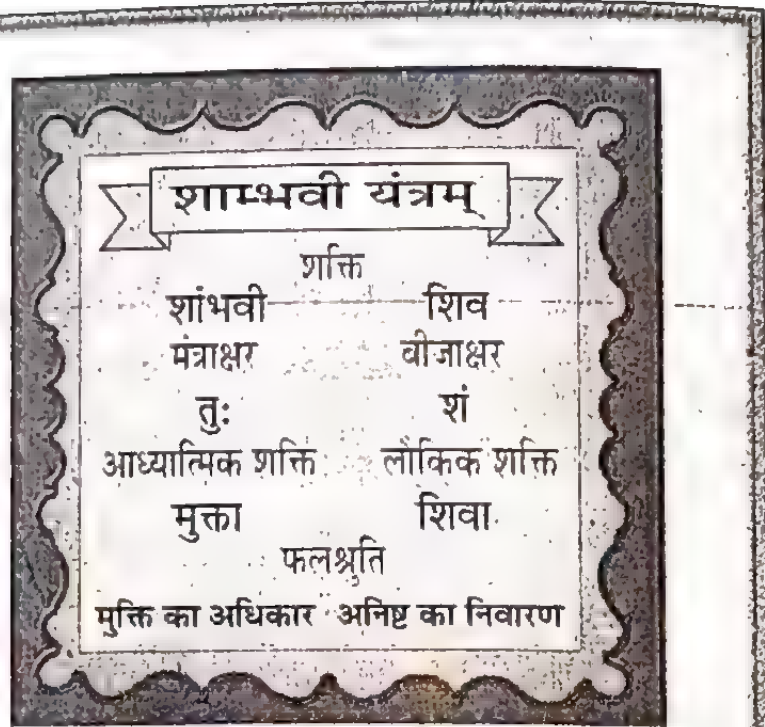 शाम्भवी यंत्रम्
शक्ति
शांभवी शिव
मंत्राक्षर वीजाक्षर
तुः शं
आध्यात्मिक शक्ति लौकिक शक्ति
मुक्ता शिवा
फलश्रुति
मुक्ति का अधिकार अनिष्ट का निवारण